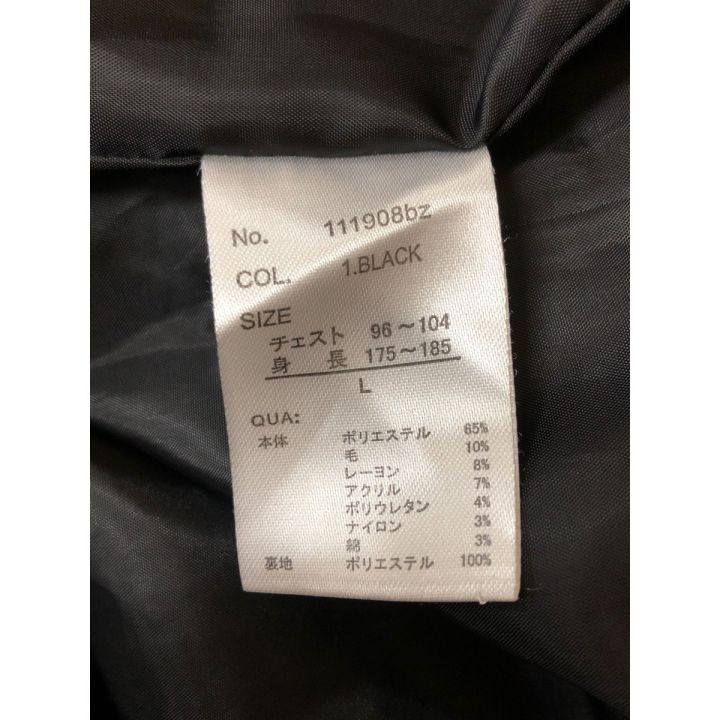 No. 111908bz
COL. 1.BLACK
SIZE
チェスト 96～104
身長 175～185
L
QUA:
本体 ポリエステル 65%
毛 10%
レーヨン 8%
アクリル 7%
ポリウレタン 4%
ナイロン 3%
綿 3%
裏地 ポリエステル 100%